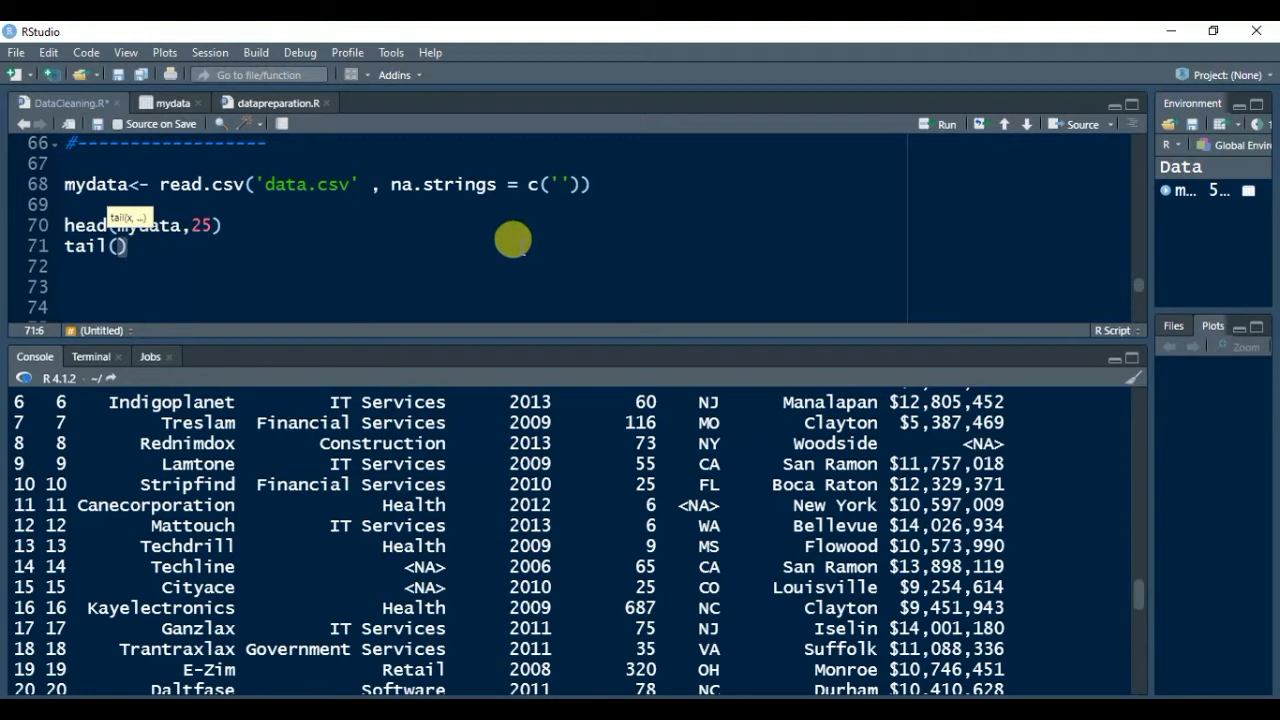 RStudio
File Edit Code View Plots Session Build Debug Profile Tools Help
Go to file/function Addins Project: (None)
DataCleaning.R* mydata datapreparation.R
Source on Save Run Source
66 #------------------
67
68 mydata<- read.csv('data.csv' , na.strings = c(''))
69
tail(x, ...)
70 head(mydata,25)
71 tail()
72
73
74
71:6 (Untitled) R Script
Console Terminal Jobs
R 4.1.2 · ~/
6 6 Indigoplanet IT Services 2013 60 NJ Manalapan $12,805,452
7 7 Treslam Financial Services 2009 116 MO Clayton $5,387,469
8 8 Rednimdox Construction 2013 73 NY Woodside <NA>
9 9 Lamtone IT Services 2009 55 CA San Ramon $11,757,018
10 10 Stripfind Financial Services 2010 25 FL Boca Raton $12,329,371
11 11 Canecorporation Health 2012 6 <NA> New York $10,597,009
12 12 Mattouch IT Services 2013 6 WA Bellevue $14,026,934
13 13 Techdrill Health 2009 9 MS Flowood $10,573,990
14 14 Techline <NA> 2006 65 CA San Ramon $13,898,119
15 15 Cityace <NA> 2010 25 CO Louisville $9,254,614
16 16 Kayelectronics Health 2009 687 NC Clayton $9,451,943
17 17 Ganzlax IT Services 2011 75 NJ Iselin $14,001,180
18 18 Trantraxlax Government Services 2011 35 VA Suffolk $11,088,336
19 19 E-Zim Retail 2008 320 OH Monroe $10,746,451
20 20 Daltfase Software 2011 78 NC Durham $10,410,628
Environment
R Global Envir
Data
m... 5...
Files Plots
Zoom